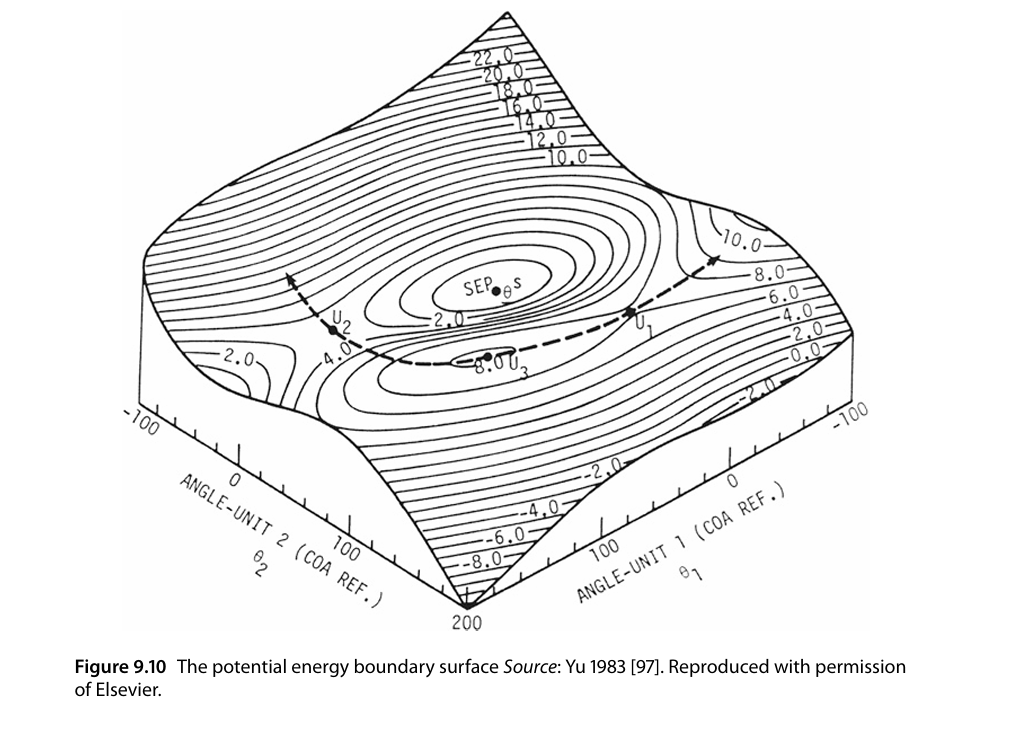 22.0
20.0
18.0
16.0
14.0
12.0
10.0
10.0
8.0
6.0
4.0
2.0
0.0
-2.0
SEP θs
2.0
U2
U1
2.0
4.0
8.0 U3
-2.0
-4.0
-6.0
-8.0
-100
0
100
200
100
0
-100
ANGLE-UNIT 2 (COA REF.)
θ2
ANGLE-UNIT 1 (COA REF.)
θ1
Figure 9.10 The potential energy boundary surface Source: Yu 1983 [97]. Reproduced with permission
of Elsevier.